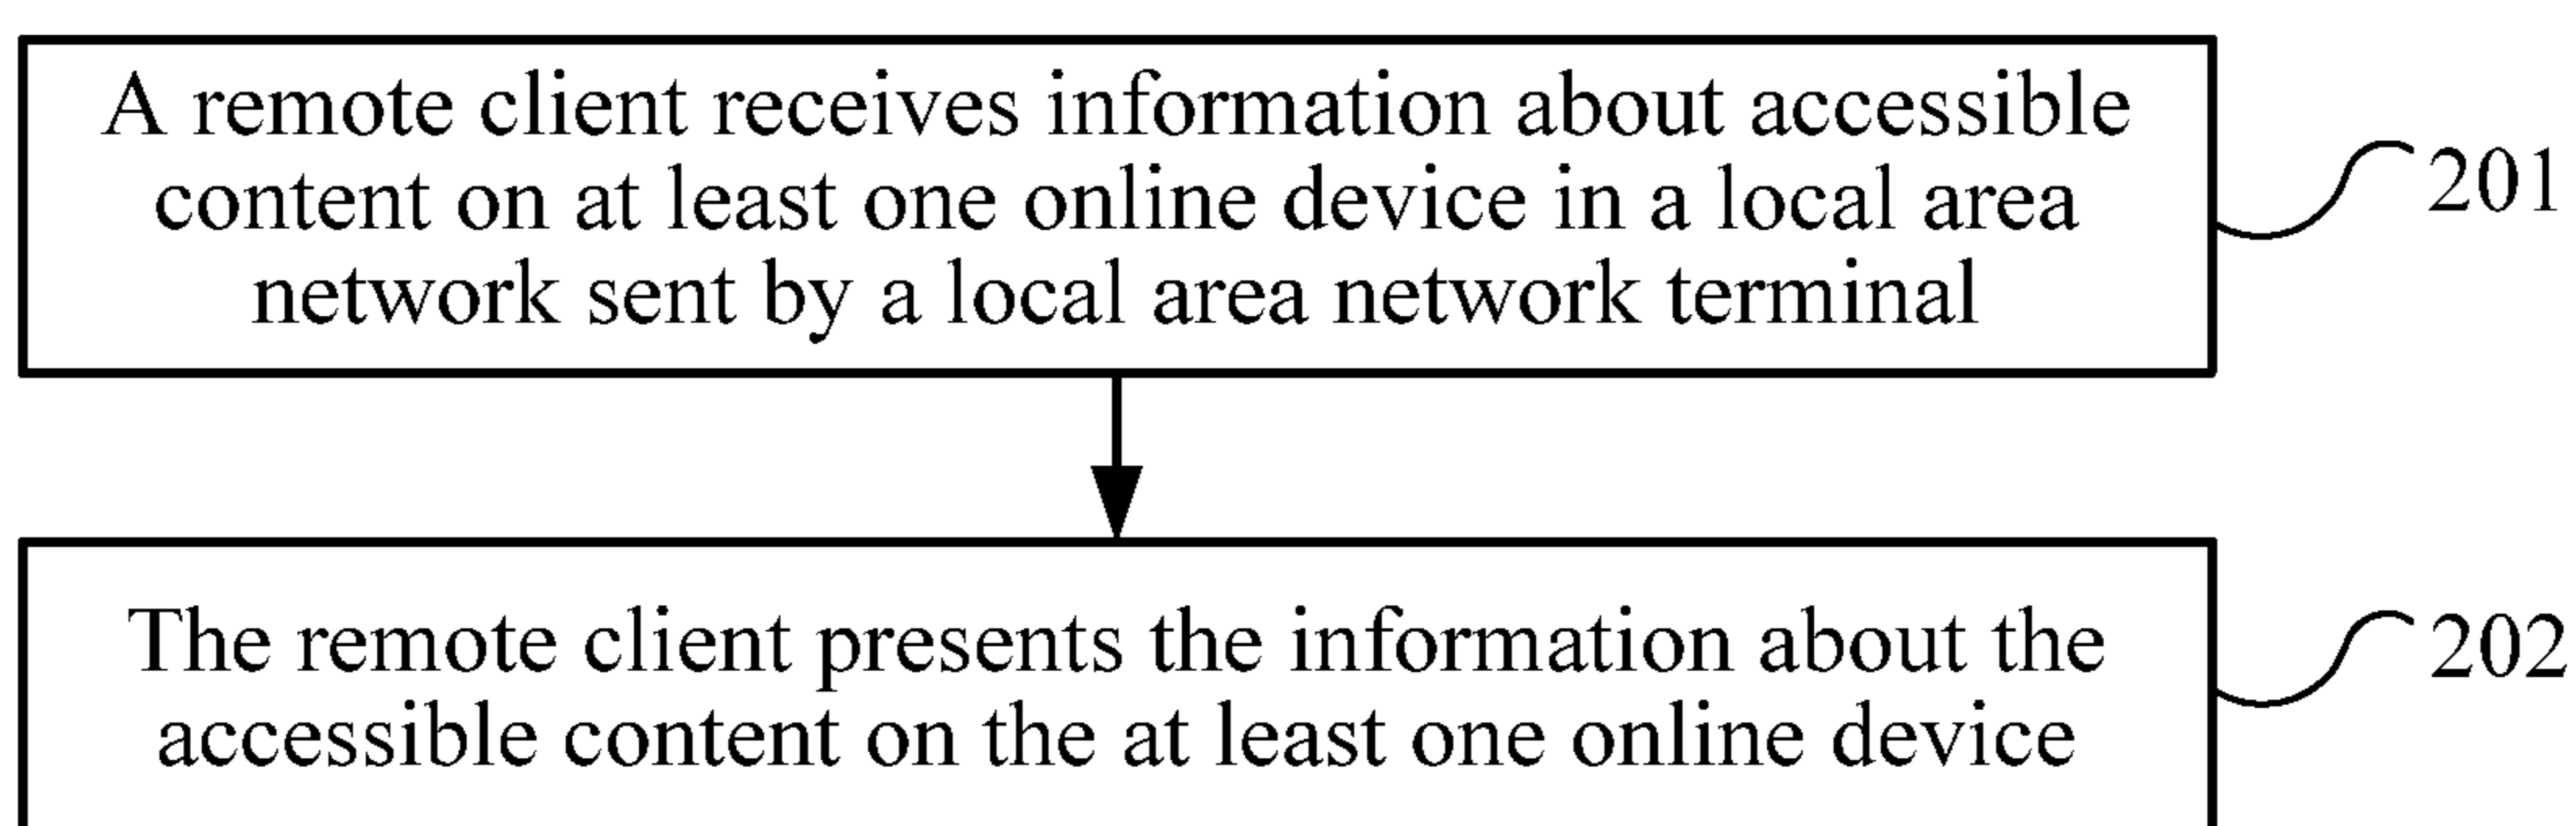 A remote client receives information about accessible
content on at least one online device in a local area
network sent by a local area network terminal
201
The remote client presents the information about the
accessible content on the at least one online device
202